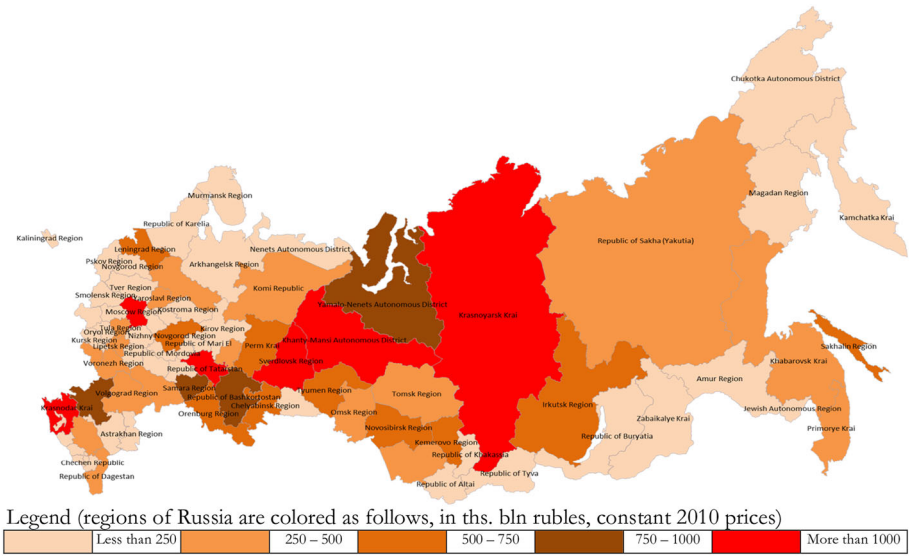 Chukotka Autonomous District
Murmansk Region
Magadan Region
Kamchatka Krai
Republic of Karelia
Kaliningrad Region
Republic of Sakha (Yakutia)
Leningrad Region
Nenets Autonomous District
Pskov Region
Arkhangelsk Region
Novgorod Region
Komi Republic
Tver Region
Smolensk Region
Yaroslavl Region
Yamalo-Nenets Autonomous District
Moscow Region
Kostroma Region
Krasnoyarsk Krai
Tula Region
Kirov Region
Oryol Region
Nizhny Novgorod Region
Kursk Region
Khanty-Mansi Autonomous District
Republic of Mari El
Perm Krai
Lipetsk Region
Sakhalin Region
Republic of Mordovia
Voronezh Region
Sverdlovsk Region
Khabarovsk Krai
Republic of Tatarstan
Amur Region
Samara Region
Tyumen Region
Volgograd Region
Tomsk Region
Republic of Bashkortostan
Irkutsk Region
Krasnodar Krai
Chelyabinsk Region
Jewish Autonomous Region
Orenburg Region
Omsk Region
Zabaikalye Krai
Novosibirsk Region
Primorye Krai
Astrakhan Region
Republic of Buryatia
Kemerovo Region
Republic of Khakassia
Chechen Republic
Republic of Tyva
Republic of Dagestan
Republic of Altai
Legend (regions of Russia are colored as follows, in ths. bln rubles, constant 2010 prices)
Less than 250 250 – 500 500 – 750 750 – 1000 More than 1000